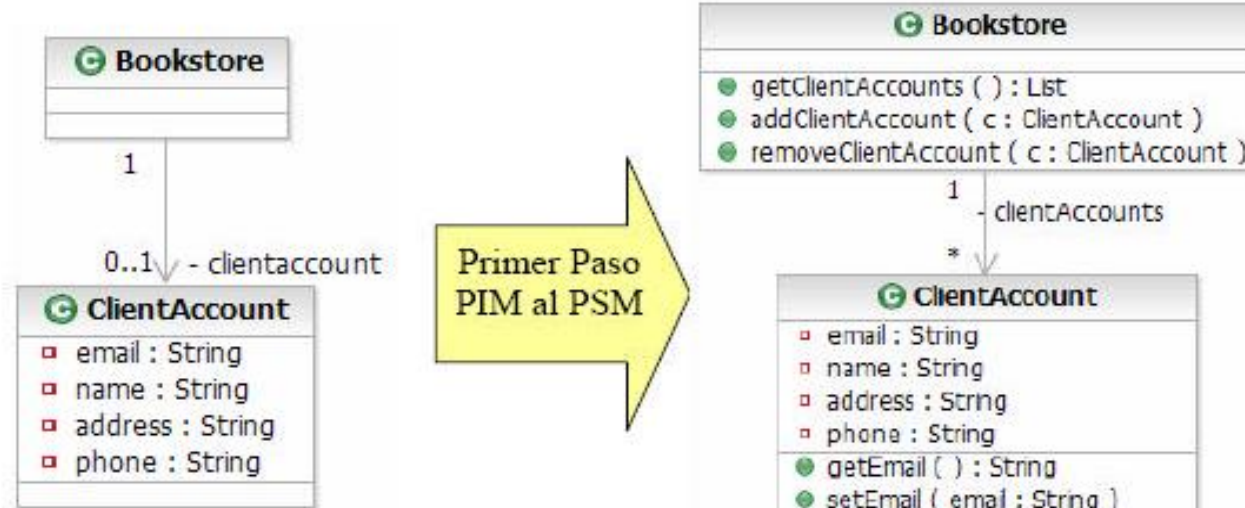 Bookstore
1
0..1 - clientaccount
ClientAccount
email : String
name : String
address : String
phone : String
Primer Paso
PIM al PSM
Bookstore
getClientAccounts ( ) : List
addClientAccount ( c : ClientAccount )
removeClientAccount ( c : ClientAccount )
1
- clientAccounts
*
ClientAccount
email : String
name : String
address : String
phone : String
getEmail ( ) : String
setEmail ( email : String )